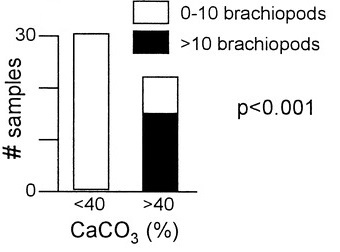 0-10 brachiopods
>10 brachiopods
30
# samples
p<0.001
0
<40 >40
CaCO₃ (%)